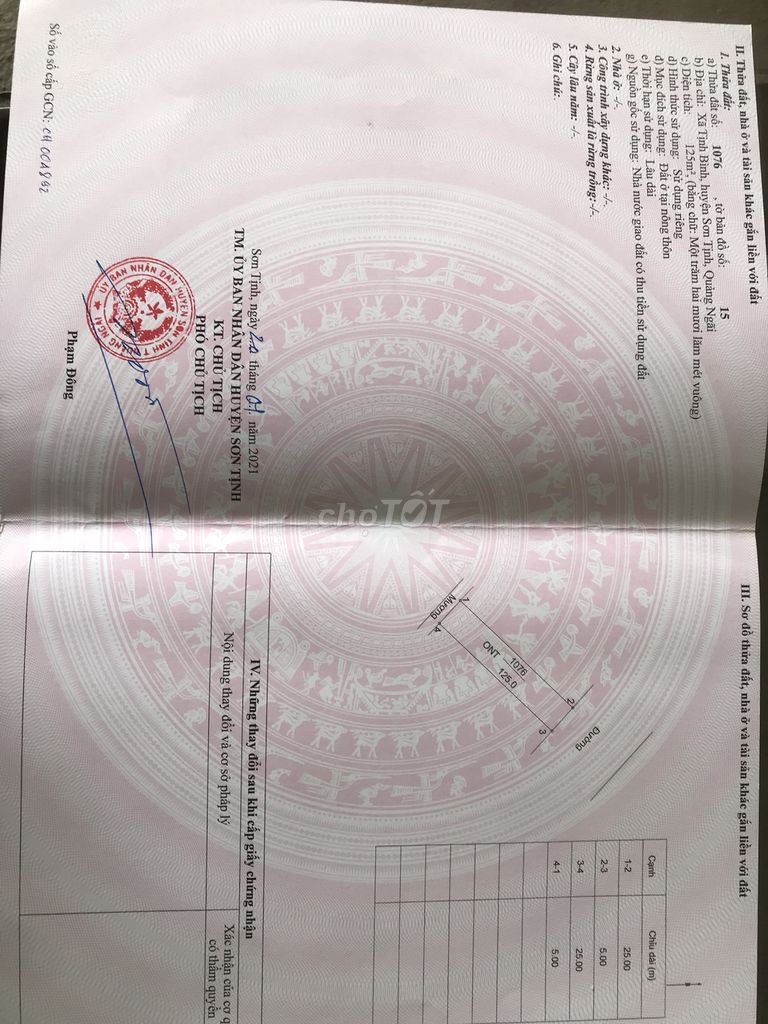 II. Thửa đất, nhà ở và tài sản khác gắn liền với đất
1. Thửa đất:
a) Thửa đất số: 1076 , tờ bản đồ số: 15
b) Địa chỉ: Xã Tịnh Bình, huyện Sơn Tịnh, Quảng Ngãi
c) Diện tích: 125m², (bằng chữ: Một trăm hai mươi lăm mét vuông)
d) Hình thức sử dụng: Sử dụng riêng
đ) Mục đích sử dụng: Đất ở tại nông thôn
e) Thời hạn sử dụng: Lâu dài
g) Nguồn gốc sử dụng: Nhà nước giao đất có thu tiền sử dụng đất
2. Nhà ở: -/-.
3. Công trình xây dựng khác: -/-.
4. Rừng sản xuất là rừng trồng: -/-.
5. Cây lâu năm: -/-.
6. Ghi chú:
Sơn Tịnh, ngày 20 tháng 01 năm 2021
TM. ỦY BAN NHÂN DÂN HUYỆN SƠN TỊNH
KT. CHỦ TỊCH
PHÓ CHỦ TỊCH
ỦY BAN NHÂN DÂN HUYỆN SƠN TỊNH T. QUẢNG NGÃI
Phạm Đông
Số vào sổ cấp GCN: CH 001892
III. Sơ đồ thửa đất, nhà ở và tài sản khác gắn liền với đất
1
2
3
4
Mương
Đường
ONT 1076
125.0
Cạnh Chiều dài (m)
1-2 25.00
2-3 5.00
3-4 25.00
4-1 5.00
IV. Những thay đổi sau khi cấp giấy chứng nhận
Nội dung thay đổi và cơ sở pháp lý
Xác nhận của cơ q
có thẩm quyền
chợTỐT